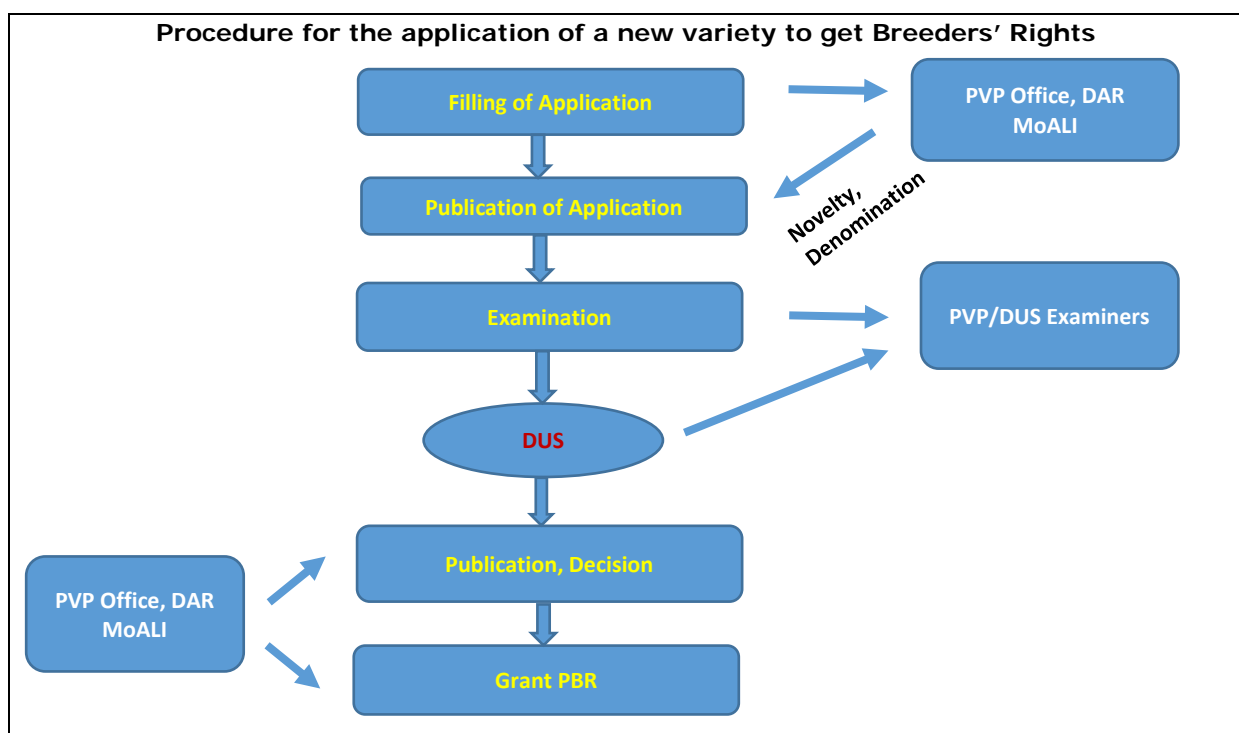 Procedure for the application of a new variety to get Breeders' Rights
Filling of Application
PVP Office, DAR
MoALI
Publication of Application
Novelty,
Denomination
Examination
PVP/DUS Examiners
DUS
Publication, Decision
PVP Office, DAR
MoALI
Grant PBR